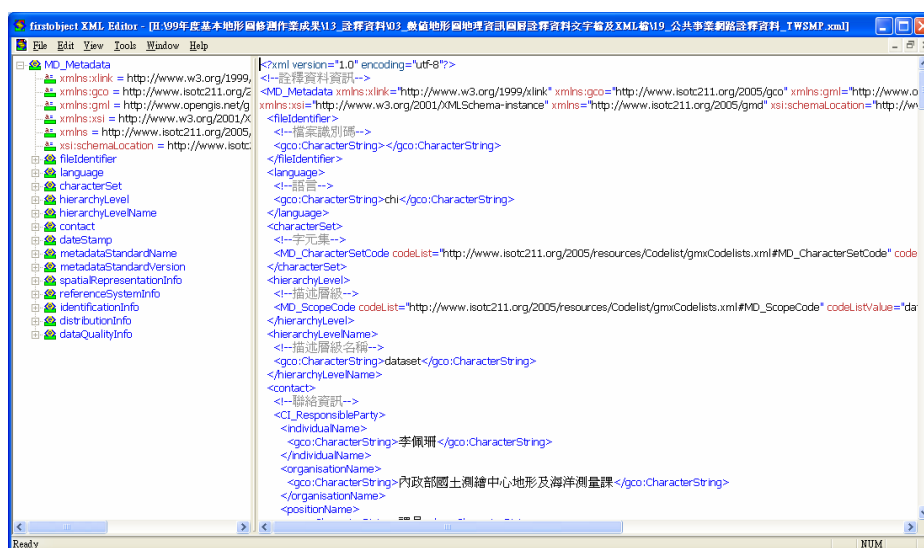 firstobject XML Editor - [H:\99年度基本地形圖修測作業成果\13_詮釋資料\03_數值地形圖地理資訊圖層詮釋資料文字檔及XML檔\19_公共事業網路詮釋資料_TWSMP.xml]
File Edit View Tools Window Help
MD_Metadata
xmlns:xlink = http://www.w3.org/1999,
xmlns:gco = http://www.isotc211.org/2
xmlns:gml = http://www.opengis.net/g
xmlns:xsi = http://www.w3.org/2001/X
xmlns = http://www.isotc211.org/2005,
xsi:schemaLocation = http://www.isotc:
fileIdentifier
language
characterSet
hierarchyLevel
hierarchyLevelName
contact
dateStamp
metadataStandardName
metadataStandardVersion
spatialRepresentationInfo
referenceSystemInfo
identificationInfo
distributionInfo
dataQualityInfo
<?xml version="1.0" encoding="utf-8"?>
<!--詮釋資料資訊-->
<MD_Metadata xmlns:xlink="http://www.w3.org/1999/xlink" xmlns:gco="http://www.isotc211.org/2005/gco" xmlns:gml="http://www.o
xmlns:xsi="http://www.w3.org/2001/XMLSchema-instance" xmlns="http://www.isotc211.org/2005/gmd" xsi:schemaLocation="http://w
<fileIdentifier>
<!--檔案識別碼-->
<gco:CharacterString></gco:CharacterString>
</fileIdentifier>
<language>
<!--語言-->
<gco:CharacterString>chi</gco:CharacterString>
</language>
<characterSet>
<!--字元集-->
<MD_CharacterSetCode codeList="http://www.isotc211.org/2005/resources/Codelist/gmxCodelists.xml#MD_CharacterSetCode" code
</characterSet>
<hierarchyLevel>
<!--描述層級-->
<MD_ScopeCode codeList="http://www.isotc211.org/2005/resources/Codelist/gmxCodelists.xml#MD_ScopeCode" codeListValue="dat
</hierarchyLevel>
<hierarchyLevelName>
<!--描述層級名稱-->
<gco:CharacterString>dataset</gco:CharacterString>
</hierarchyLevelName>
<contact>
<!--聯絡資訊-->
<CI_ResponsibleParty>
<individualName>
<gco:CharacterString>李佩珊</gco:CharacterString>
</individualName>
<organisationName>
<gco:CharacterString>內政部國土測繪中心地形及海洋測量課</gco:CharacterString>
</organisationName>
<positionName>
Ready NUM